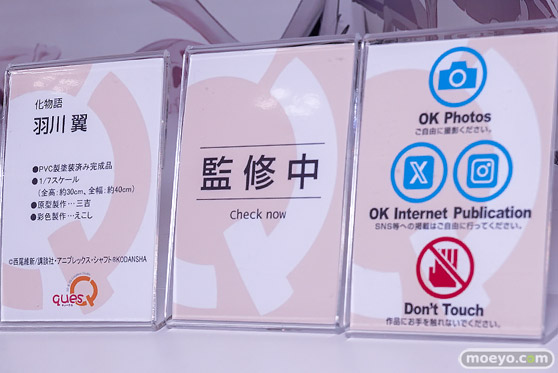 化物語
羽川 翼
●PVC製塗装済み完成品
●1/7スケール
(全高:約30cm、全幅:約40cm)
●原型製作…三吉
●彩色製作…えこし
©西尾維新/講談社・アニプレックス・シャフト ®KODANSHA
quesQ
監修中
Check now
OK Photos
ご自由に撮影ください。
OK Internet Publication
SNS等への掲載はご自由に行ってください。
Don't Touch
作品にお手を触れないでください。
moeyo.com